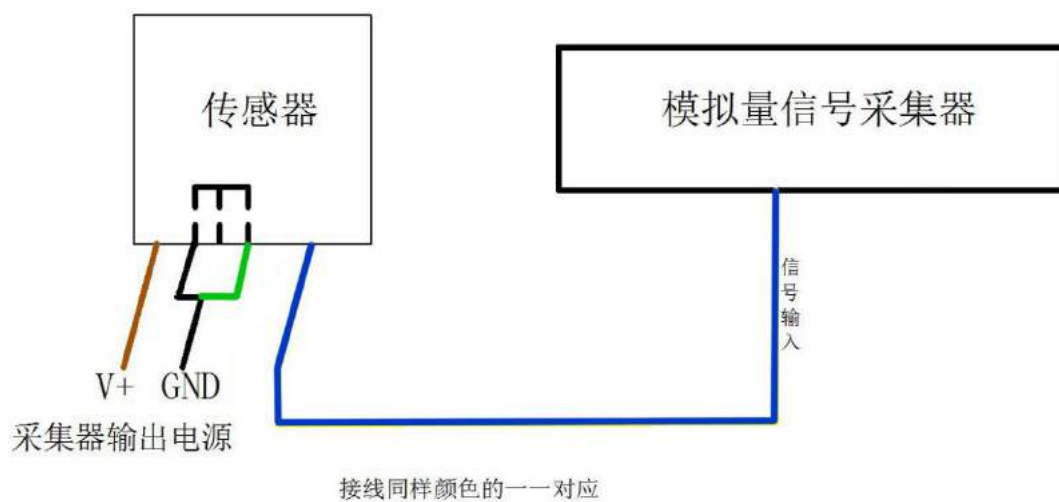 传感器
模拟量信号采集器
信号输入
V+ GND
采集器输出电源
接线同样颜色的一一对应